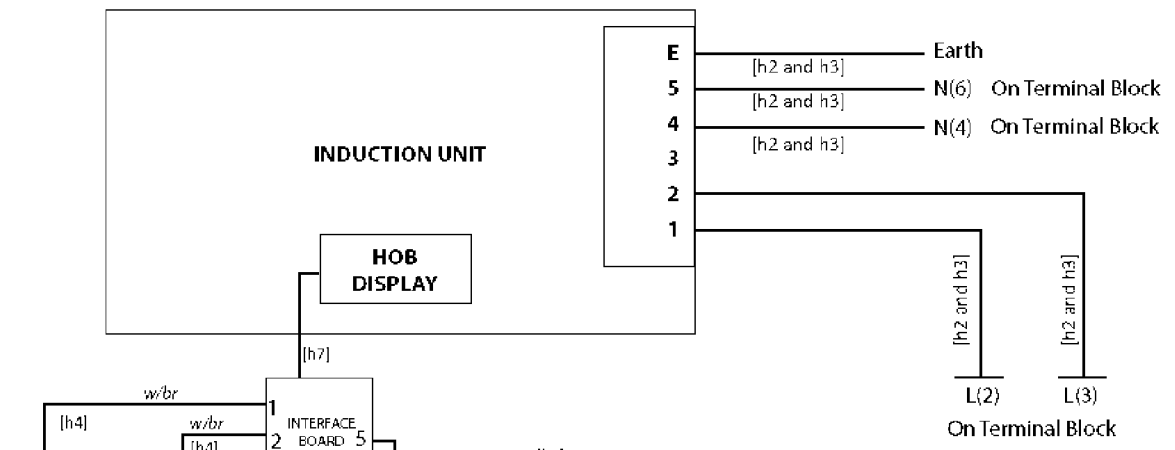 E
Earth
[h2 and h3]
5
N(6) On Terminal Block
[h2 and h3]
4
N(4) On Terminal Block
[h2 and h3]
INDUCTION UNIT
3
2
1
HOB
DISPLAY
[h2 and h3]
[h2 and h3]
[h7]
L(2)
L(3)
On Terminal Block
w/br
[h4]
1
w/br
INTERFACE
2
BOARD
5
[h4]